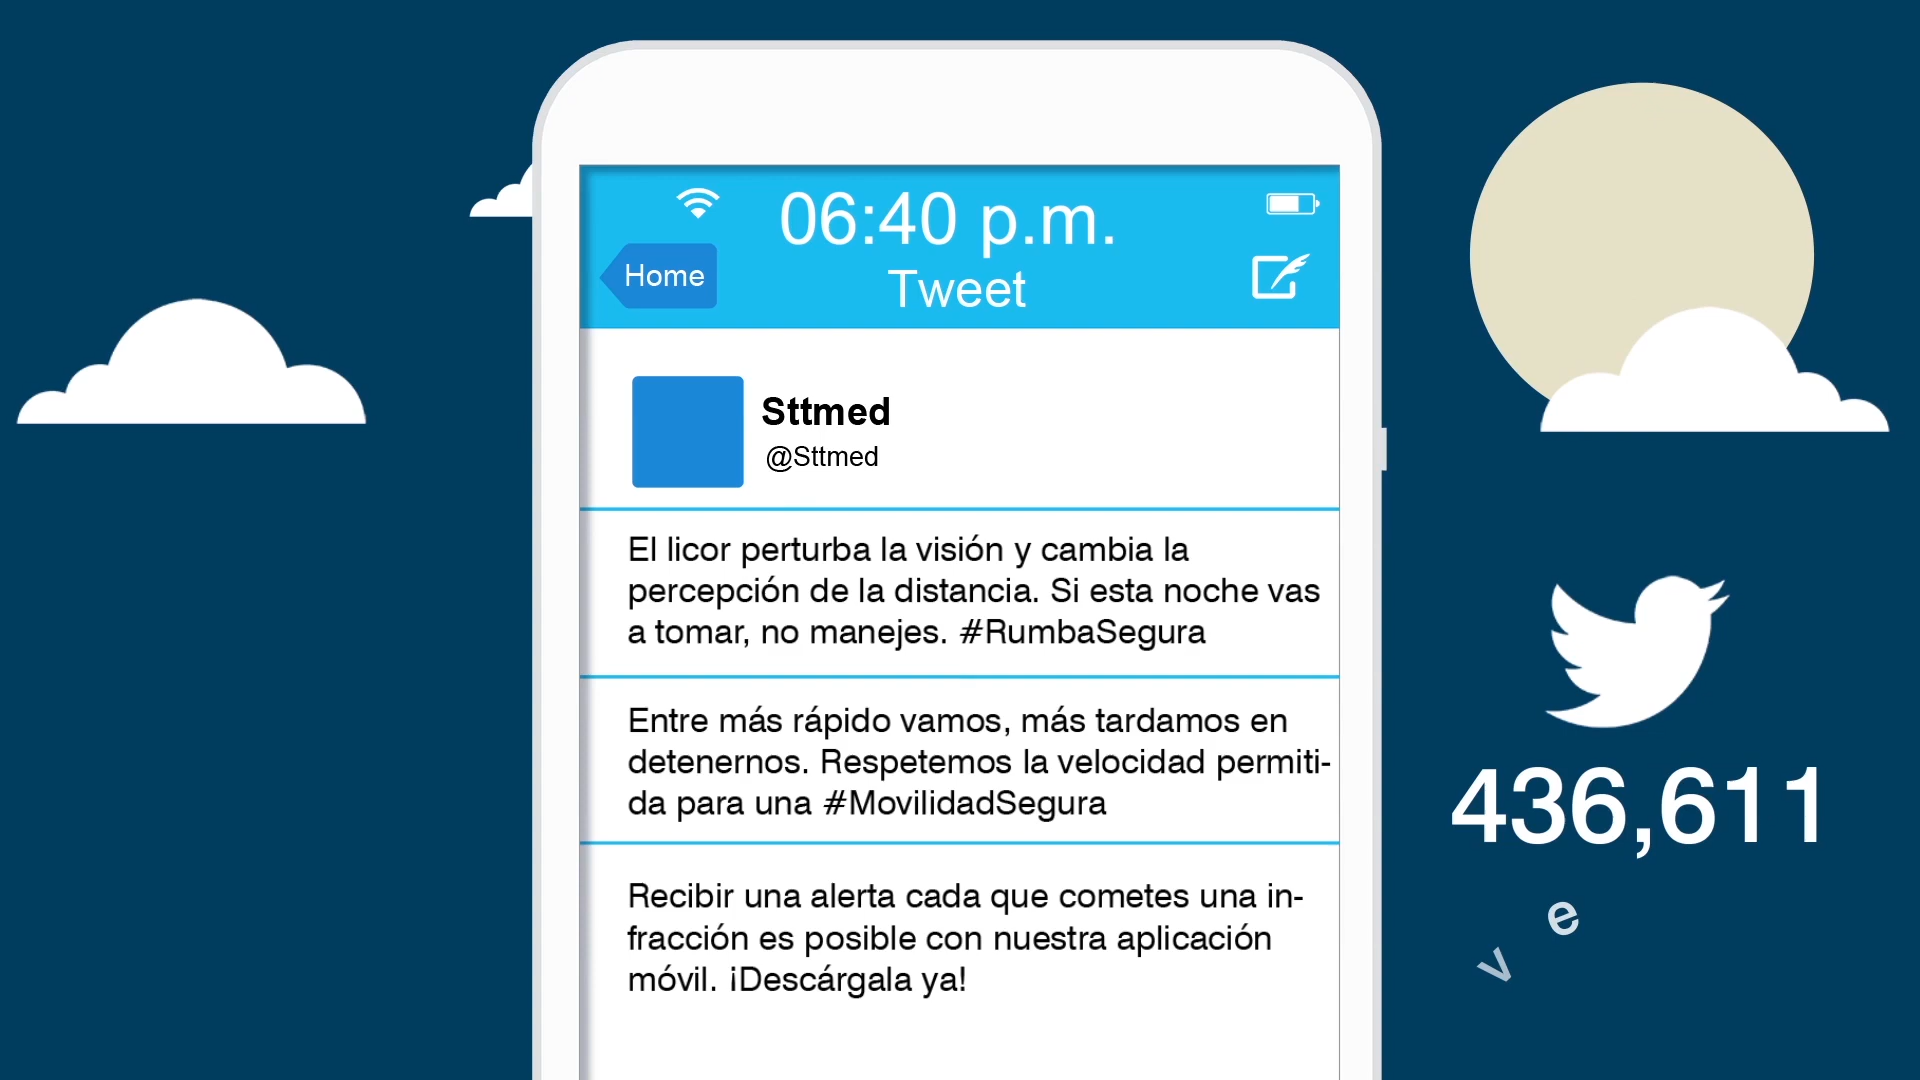 06:40 p.m.
Home
Tweet
Sttmed
@Sttmed
El licor perturba la visión y cambia la
percepción de la distancia. Si esta noche vas
a tomar, no manejes. #RumbaSegura
Entre más rápido vamos, más tardamos en
detenernos. Respetemos la velocidad permiti-
da para una #MovilidadSegura
Recibir una alerta cada que cometes una in-
fracción es posible con nuestra aplicación
móvil. ¡Descárgala ya!
436,611
v e